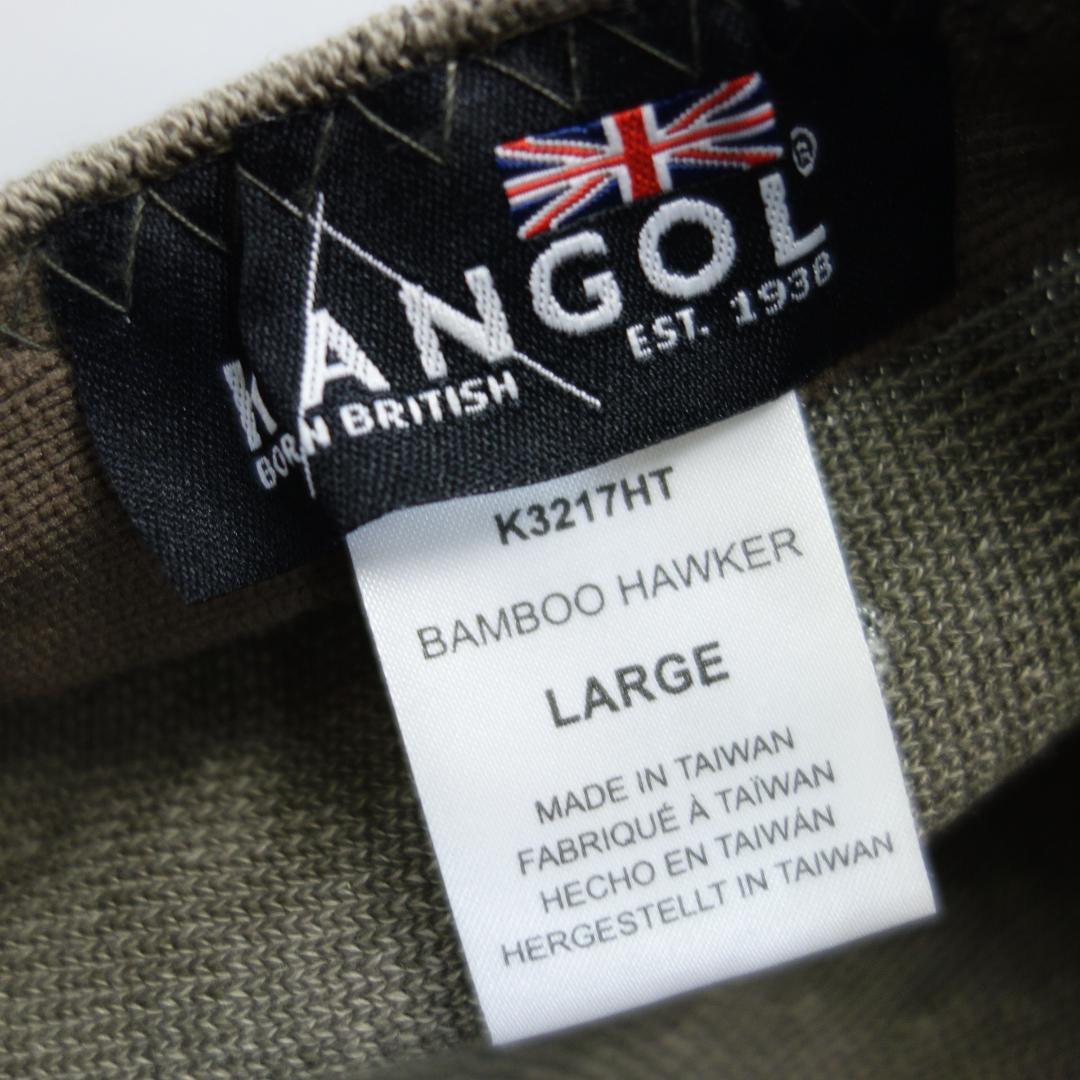 KANGOL®
BORN BRITISH EST. 1938
K3217HT
BAMBOO HAWKER
LARGE
MADE IN TAIWAN
FABRIQUÉ À TAÏWAN
HECHO EN TAIWÁN
HERGESTELLT IN TAIWAN